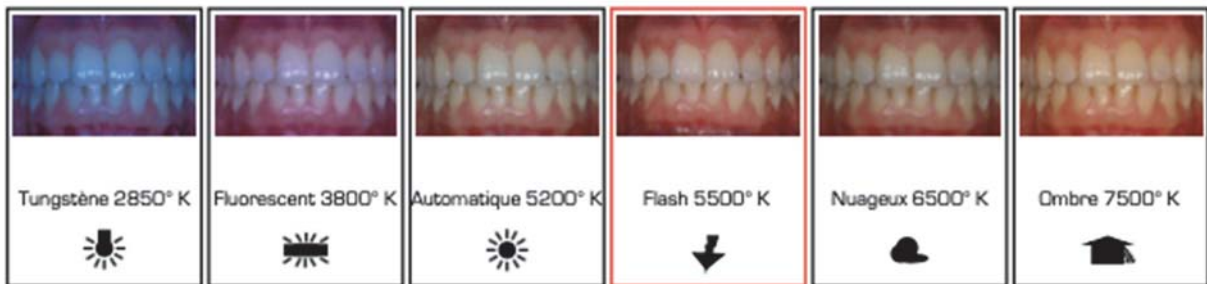 Tungstène 2850° K
Fluorescent 3800° K
Automatique 5200° K
Flash 5500° K
Nuageux 6500° K
Ombre 7500° K